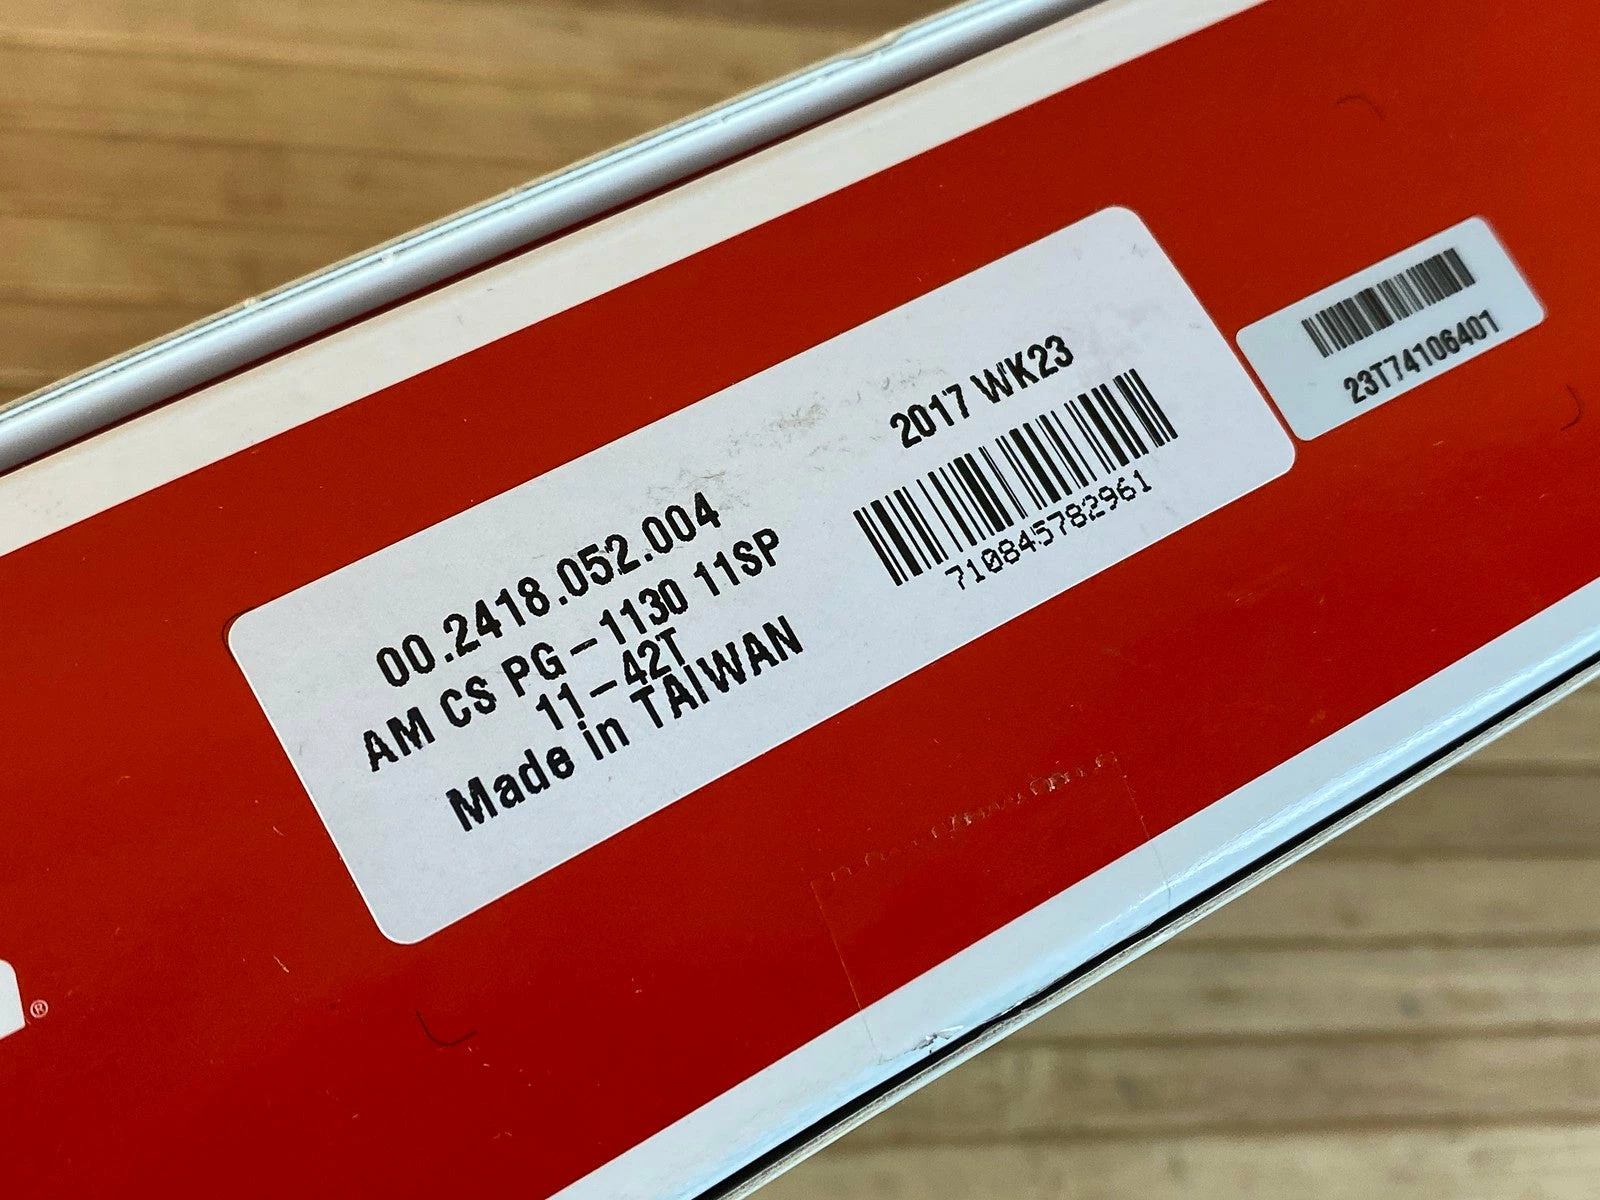 00.2418.052.004
AM CS PG-1130 11SP
11-42T
Made in TAIWAN
2017 WK23
710845782961
23T74106401
®